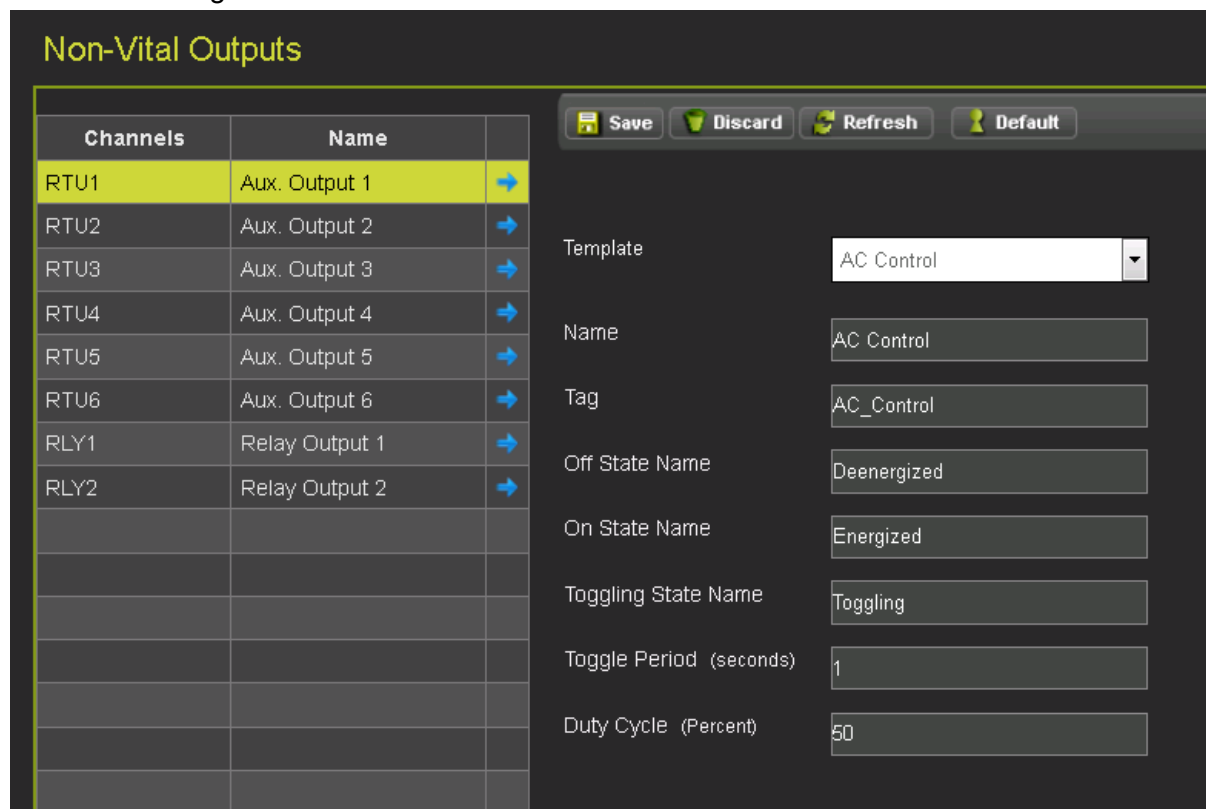 Non-Vital Outputs
Save Discard Refresh Default
Channels Name
RTU1 Aux. Output 1
RTU2 Aux. Output 2
RTU3 Aux. Output 3
RTU4 Aux. Output 4
RTU5 Aux. Output 5
RTU6 Aux. Output 6
RLY1 Relay Output 1
RLY2 Relay Output 2
Template AC Control
Name AC Control
Tag AC_Control
Off State Name Deenergized
On State Name Energized
Toggling State Name Toggling
Toggle Period (seconds) 1
Duty Cycle (Percent) 50